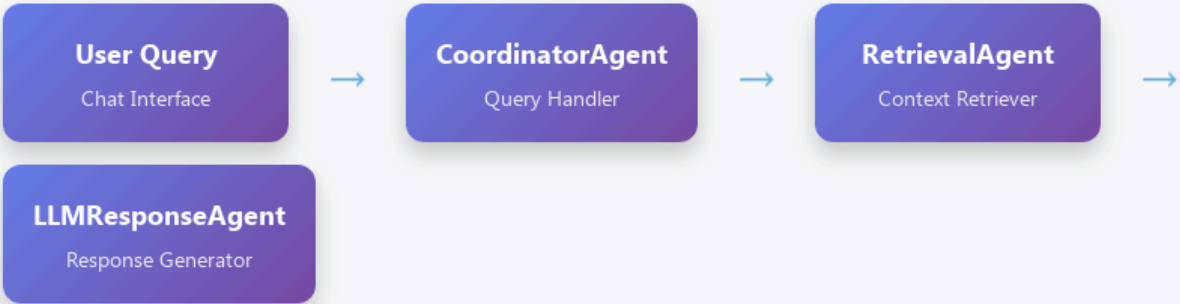 User Query
Chat Interface
→
CoordinatorAgent
Query Handler
→
RetrievalAgent
Context Retriever
→
LLMResponseAgent
Response Generator